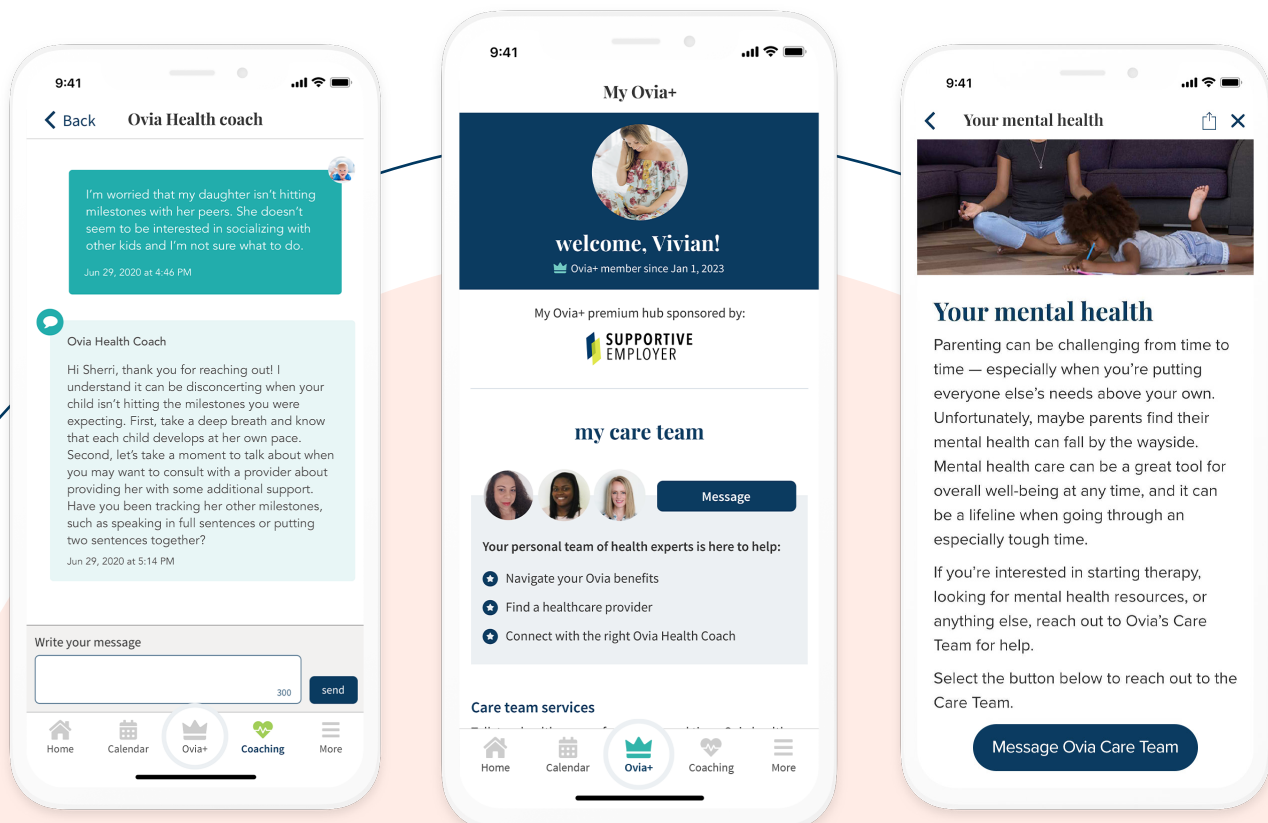 9:41
Back
Ovia Health coach
I'm worried that my daughter isn't hitting
milestones with her peers. She doesn't
seem to be interested in socializing with
other kids and I'm not sure what to do.
Jun 29, 2020 at 4:46 PM
Ovia Health Coach
Hi Sherri, thank you for reaching out! I
understand it can be disconcerting when your
child isn't hitting the milestones you were
expecting. First, take a deep breath and know
that each child develops at her own pace.
Second, let's take a moment to talk about when
you may want to consult with a provider about
providing her with some additional support.
Have you been tracking her other milestones,
such as speaking in full sentences or putting
two sentences together?
Jun 29, 2020 at 5:14 PM
Write your message
300
send
Home
Calendar
Ovia+
Coaching
More
9:41
My Ovia+
welcome, Vivian!
Ovia+ member since Jan 1, 2023
My Ovia+ premium hub sponsored by:
SUPPORTIVE
EMPLOYER
my care team
Message
Your personal team of health experts is here to help:
Navigate your Ovia benefits
Find a healthcare provider
Connect with the right Ovia Health Coach
Care team services
Home
Calendar
Ovia+
Coaching
More
9:41
Your mental health
Your mental health
Parenting can be challenging from time to
time — especially when you're putting
everyone else's needs above your own.
Unfortunately, maybe parents find their
mental health can fall by the wayside.
Mental health care can be a great tool for
overall well-being at any time, and it can
be a lifeline when going through an
especially tough time.
If you're interested in starting therapy,
looking for mental health resources, or
anything else, reach out to Ovia's Care
Team for help.
Select the button below to reach out to the
Care Team.
Message Ovia Care Team